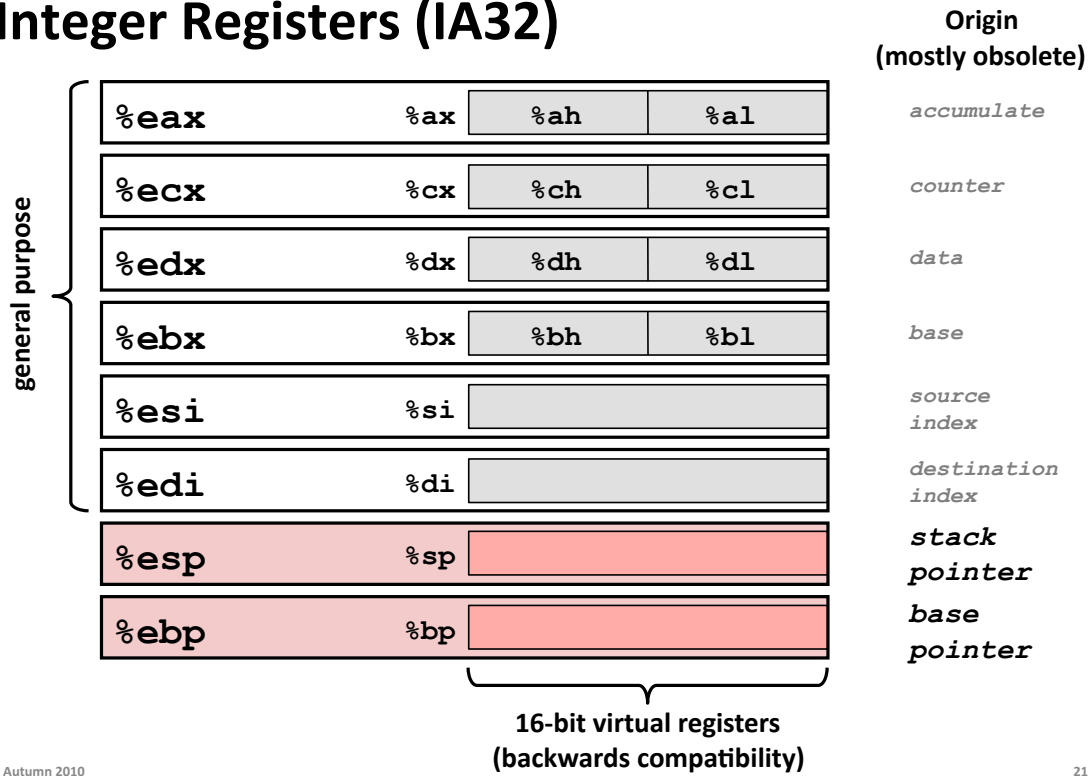 Integer Registers (IA32)
Origin
(mostly obsolete)
general purpose
%eax %ax %ah %al accumulate
%ecx %cx %ch %cl counter
%edx %dx %dh %dl data
%ebx %bx %bh %bl base
%esi %si source
index
%edi %di destination
index
%esp %sp stack
pointer
%ebp %bp base
pointer
16-bit virtual registers
(backwards compatibility)
Autumn 2010
21